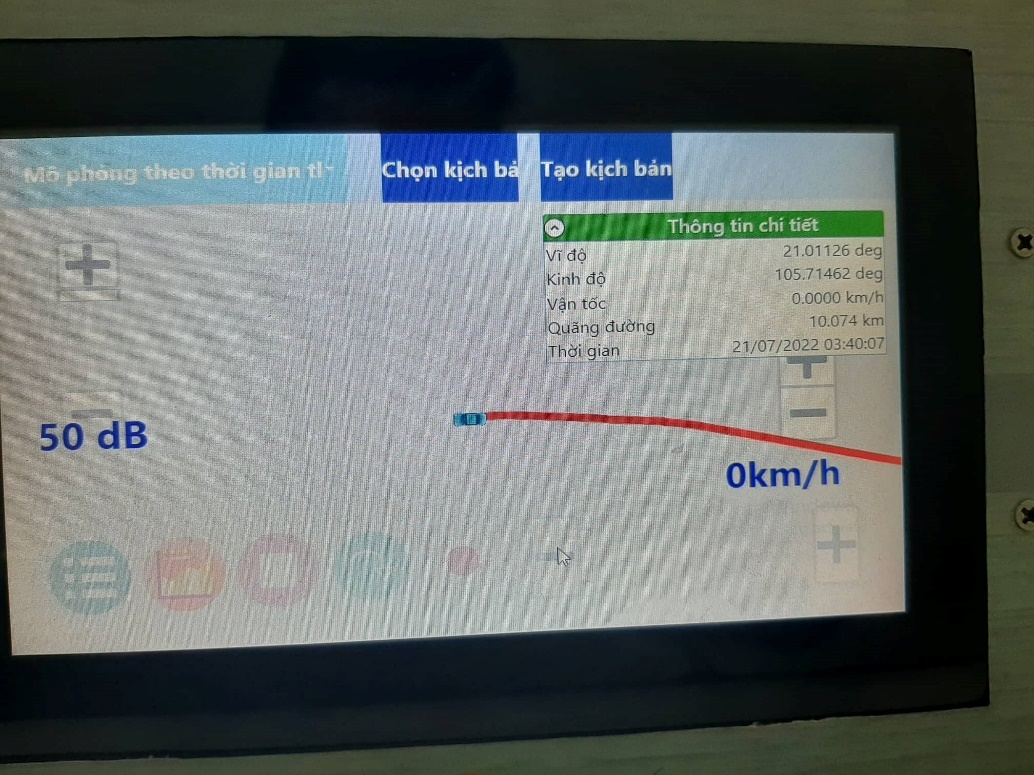 Mô phỏng theo thời gian
Chọn kịch bả
Tạo kịch bản
Thông tin chi tiết
Vĩ độ 21.01126 deg
Kinh độ 105.71462 deg
Vận tốc 0.0000 km/h
Quãng đường 10.074 km
Thời gian 21/07/2022 03:40:07
50 dB
0km/h